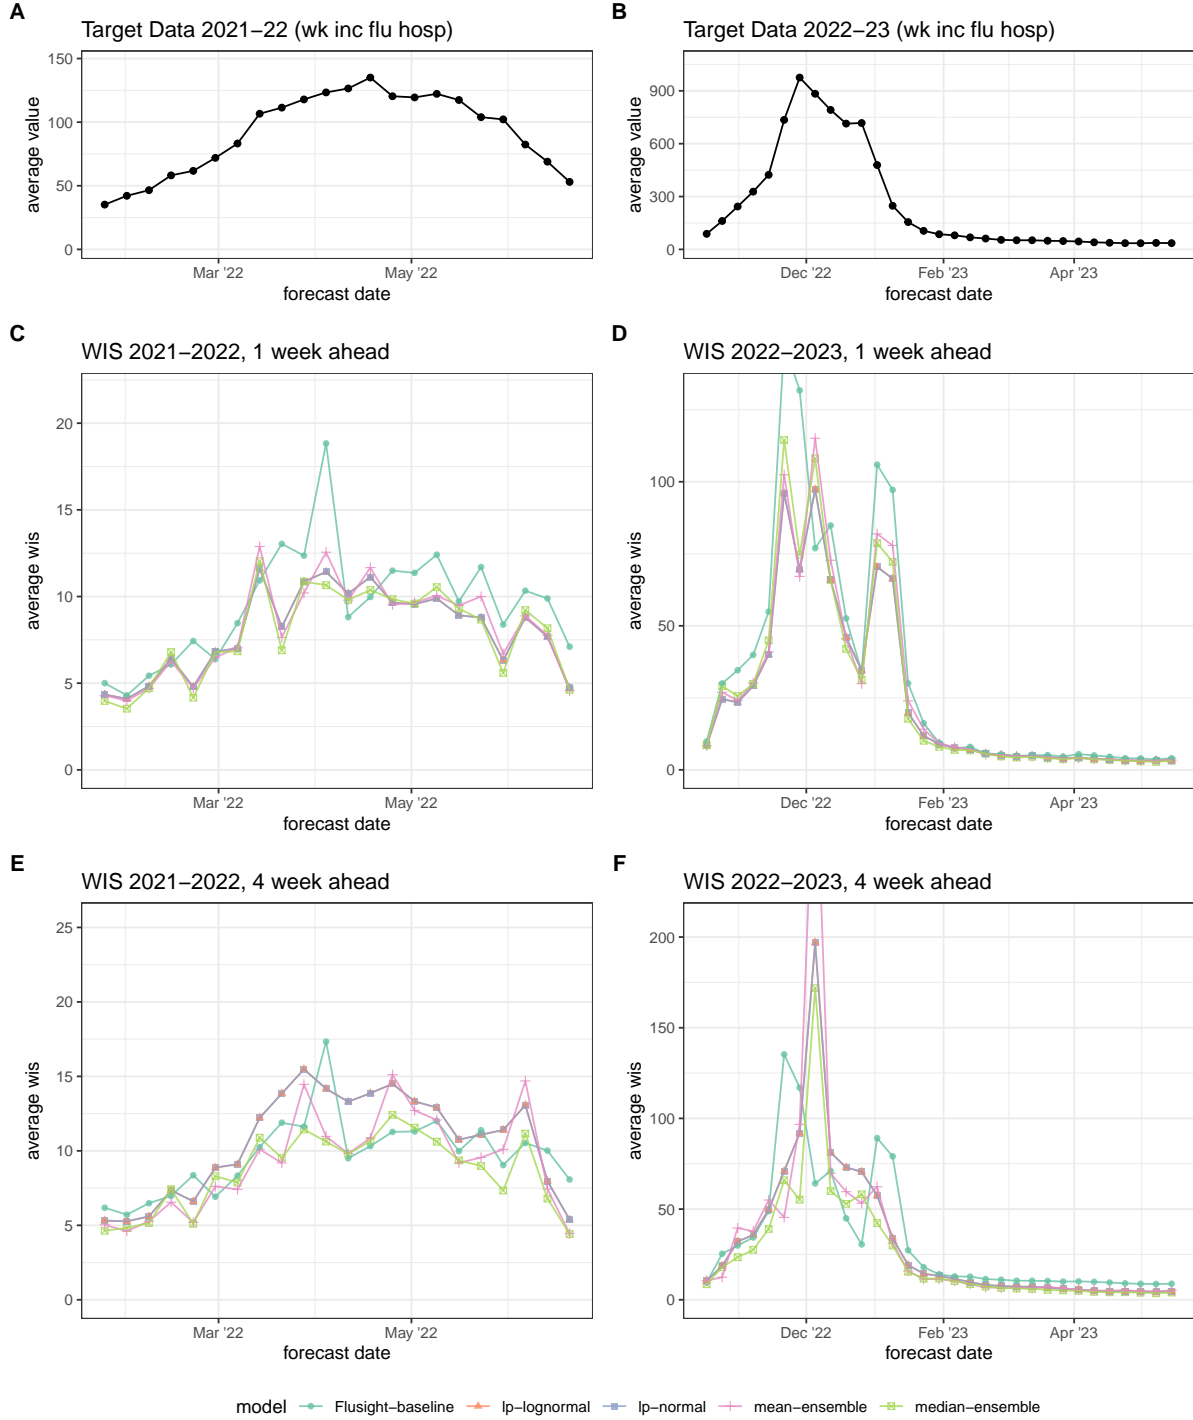 A
Target Data 2021−22 (wk inc flu hosp)
150
100
50
0
average value
Mar '22
May '22
forecast date
B
Target Data 2022−23 (wk inc flu hosp)
900
600
300
0
average value
Dec '22
Feb '23
Apr '23
forecast date
C
WIS 2021−2022, 1 week ahead
20
15
10
5
0
average wis
Mar '22
May '22
forecast date
D
WIS 2022−2023, 1 week ahead
100
50
0
average wis
Dec '22
Feb '23
Apr '23
forecast date
E
WIS 2021−2022, 4 week ahead
25
20
15
10
5
0
average wis
Mar '22
May '22
forecast date
F
WIS 2022−2023, 4 week ahead
200
150
100
50
0
average wis
Dec '22
Feb '23
Apr '23
forecast date
model Flusight−baseline lp−lognormal lp−normal mean−ensemble median−ensemble